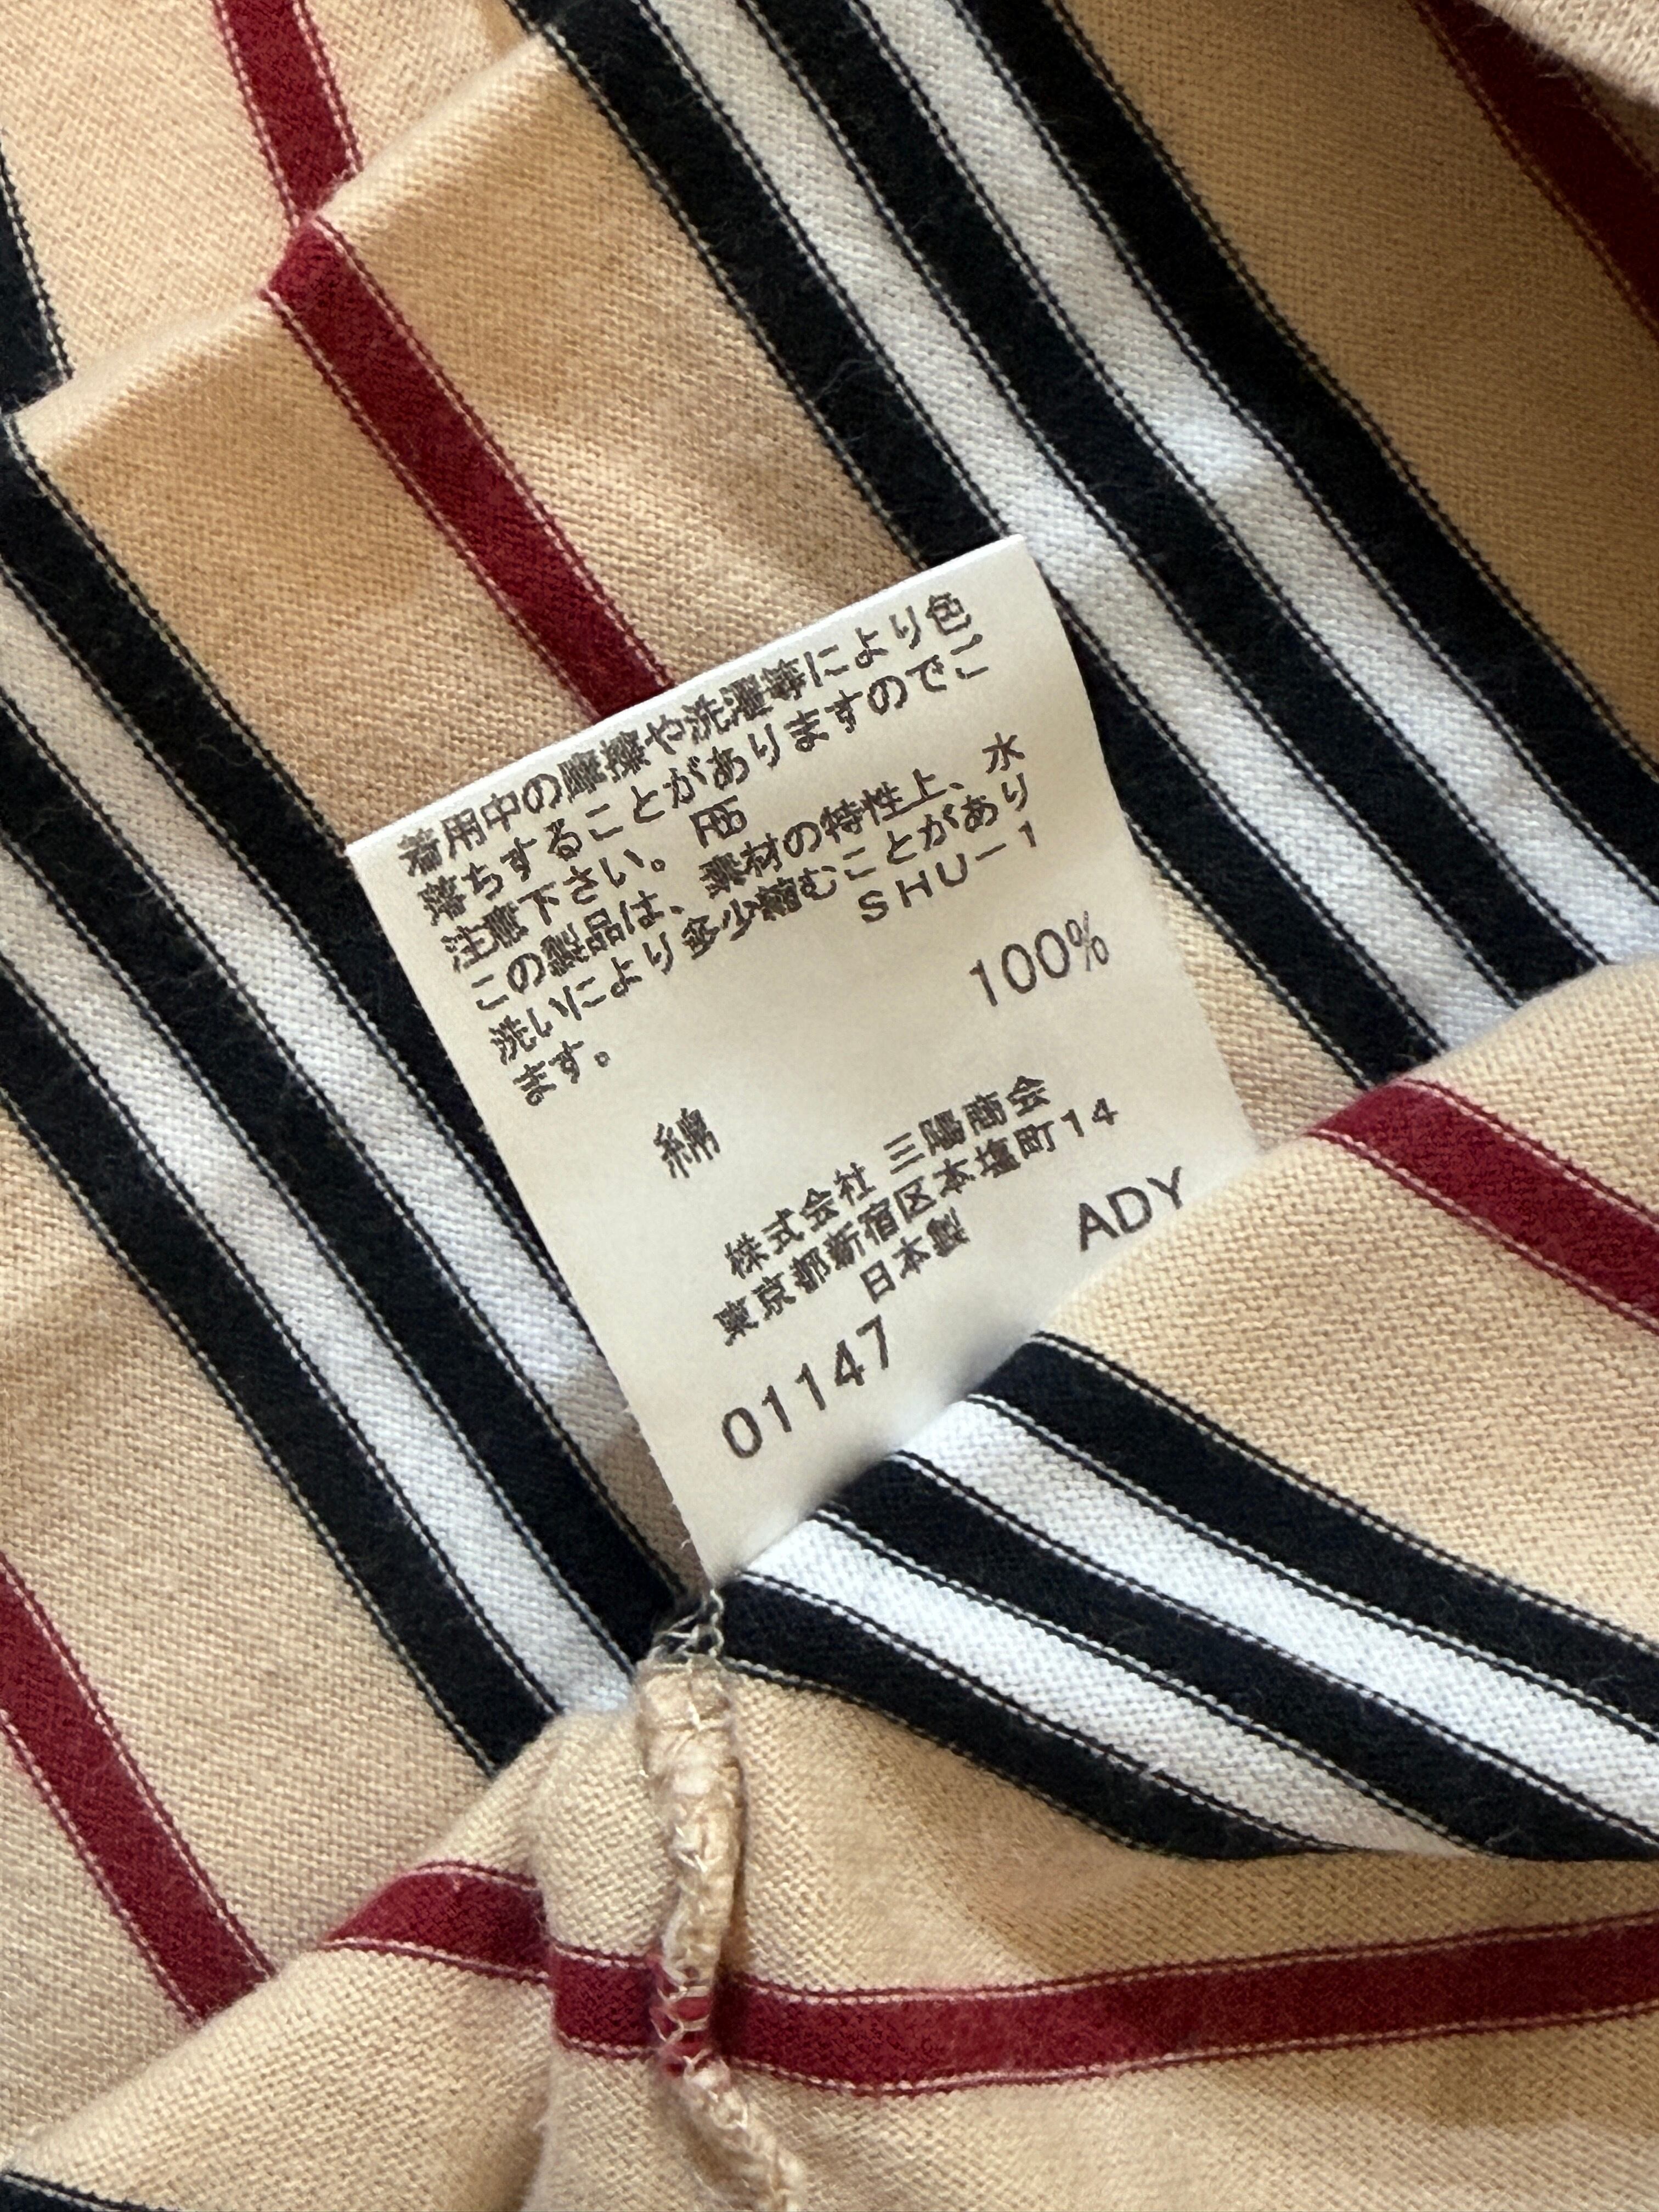 着用中の摩擦や洗濯等により色
落ちすることがありますのでご
注意下さい。 F5
この製品は、素材の特性上、水
洗いにより多少縮むことがあり
ます。 SHU-1
綿 100%
株式会社 三陽商会
東京都新宿区本塩町14
日本製
01147 ADY